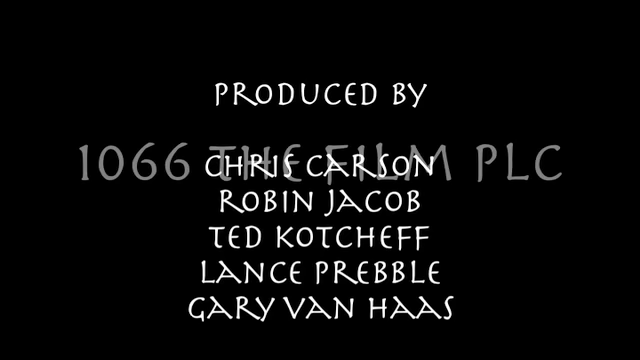 PRODUCED BY
1066 THE FILM PLC
CHRIS CARSON
ROBIN JACOB
TED KOTCHEFF
LANCE PREBBLE
GARY VAN HAAS